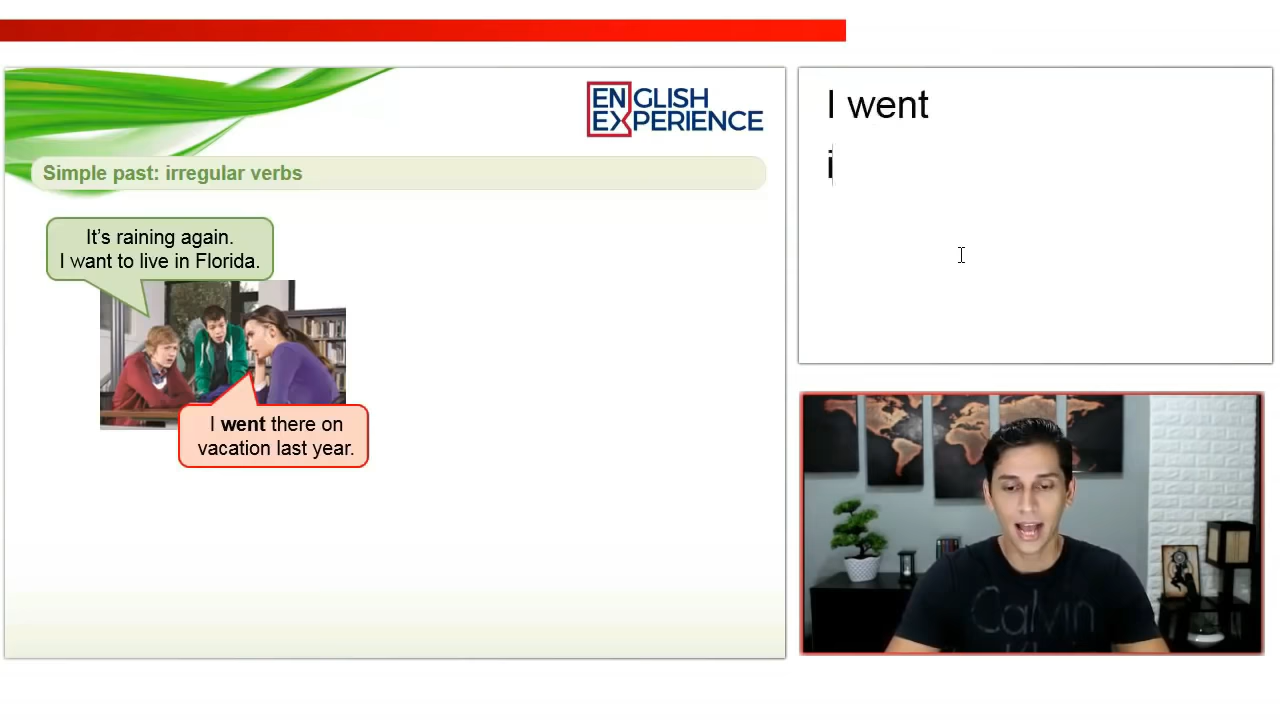 ENGLISH
EXPERIENCE
Simple past: irregular verbs
It's raining again.
I want to live in Florida.
I went there on
vacation last year.
I went
i
Calvin